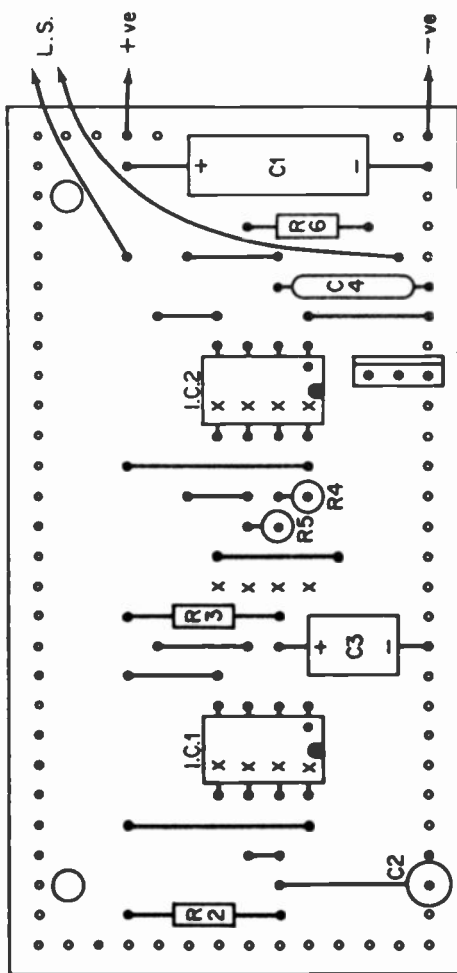 L.S.
+ve
-ve
+
C1
-
R6
C4
I.C.2
X X X X
R4
R5
X X X X
R3
+
C3
-
I.C.1
X X X X
C2
R2